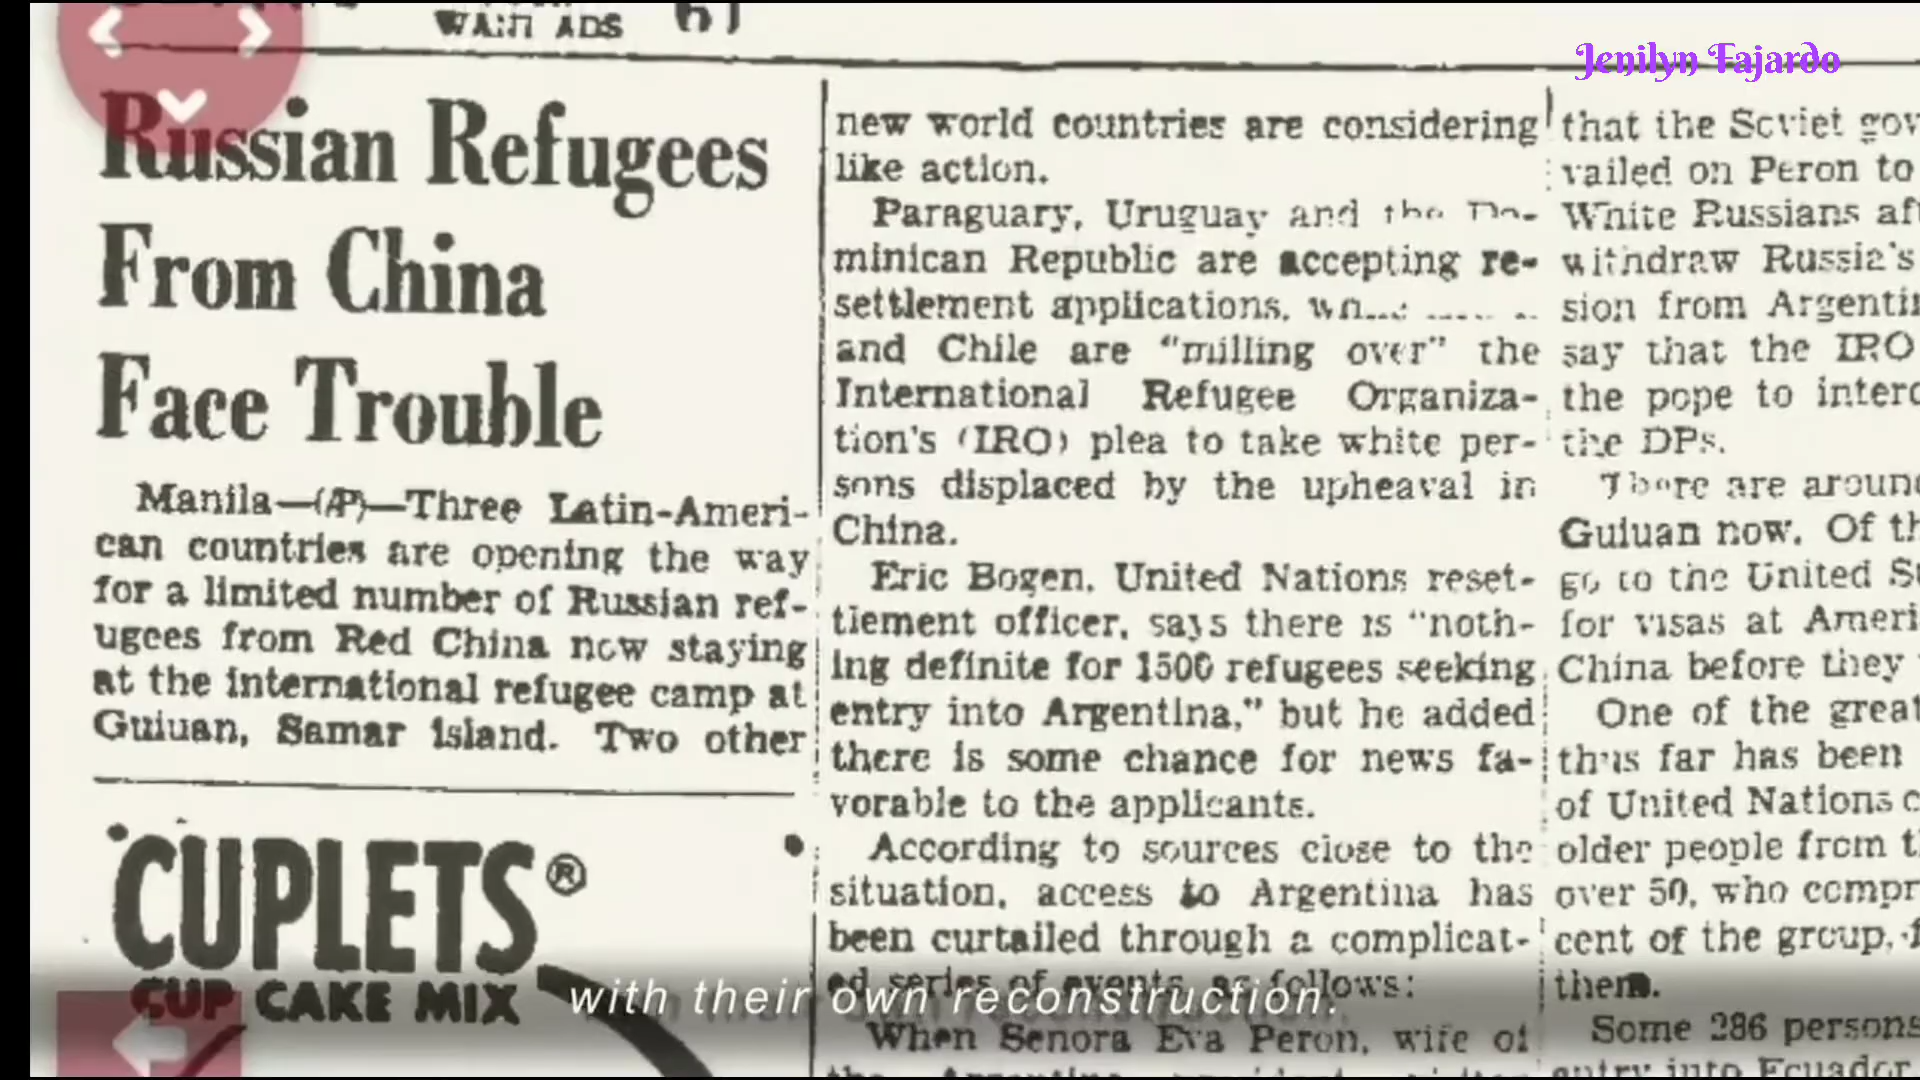 WANT ADS
Jenilyn Fajardo
Russian Refugees
From China
Face Trouble
Manila—(AP)—Three Latin-Ameri-
can countries are opening the way
for a limited number of Russian ref-
ugees from Red China now staying
at the international refugee camp at
Guiuan, Samar island. Two other
CUPLETS®
CUP CAKE MIX
new world countries are considering
like action.
Paraguary, Uruguay and the Do-
minican Republic are accepting re-
settlement applications,
and Chile are "milling over" the
International Refugee Organiza-
tion's (IRO) plea to take white per-
sons displaced by the upheaval in
China.
Eric Bogen, United Nations reset-
tlement officer, says there is "noth-
ing definite for 1500 refugees seeking
entry into Argentina," but he added
there is some chance for news fa-
vorable to the applicants.
According to sources close to the
situation, access to Argentina has
been curtailed through a complicat-
ed series of events, as follows:
When Senora Eva Peron, wife of
that the Soviet gov
vailed on Peron to
White Russians af
withdraw Russia's
sion from Argenti
say that the IRO
the pope to interc
the DPs.
There are aroun
Guiuan now. Of th
go to the United S
for visas at Ameri
China before they
One of the great
thus far has been
of United Nations c
older people from t
over 50, who compr
cent of the group, f
them.
Some 286 persons
entry into Ecuador
with their own reconstruction.